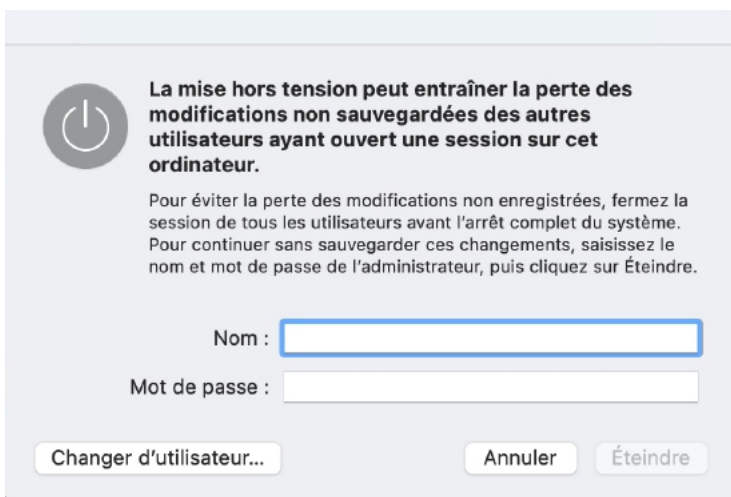 La mise hors tension peut entraîner la perte des
modifications non sauvegardées des autres
utilisateurs ayant ouvert une session sur cet
ordinateur.
Pour éviter la perte des modifications non enregistrées, fermez la
session de tous les utilisateurs avant l’arrêt complet du système.
Pour continuer sans sauvegarder ces changements, saisissez le
nom et mot de passe de l’administrateur, puis cliquez sur Éteindre.
Nom :
Mot de passe :
Changer d’utilisateur... Annuler Éteindre